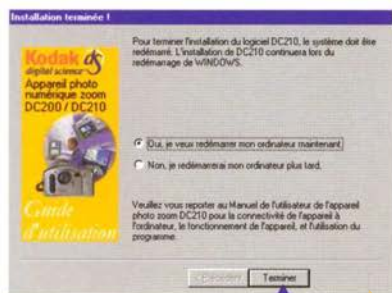 Installation terminée !
Kodak ds
digital science
Appareil photo
numérique zoom
DC200 / DC210
Guide
d'utilisation
Pour terminer l'installation du logiciel DC210, le système doit être
redémarré. L'installation de DC210 continuera lors du
redémarrage de WINDOWS.
Oui, je veux redémarrer mon ordinateur maintenant.
Non, je redémarrerai mon ordinateur plus tard.
Veuillez vous reporter au Manuel de l'utilisateur de l'appareil
photo zoom DC210 pour la connectivité de l'appareil à
l'ordinateur, le fonctionnement de l'appareil, et l'utilisation du
programme.
< Précédent
Terminer